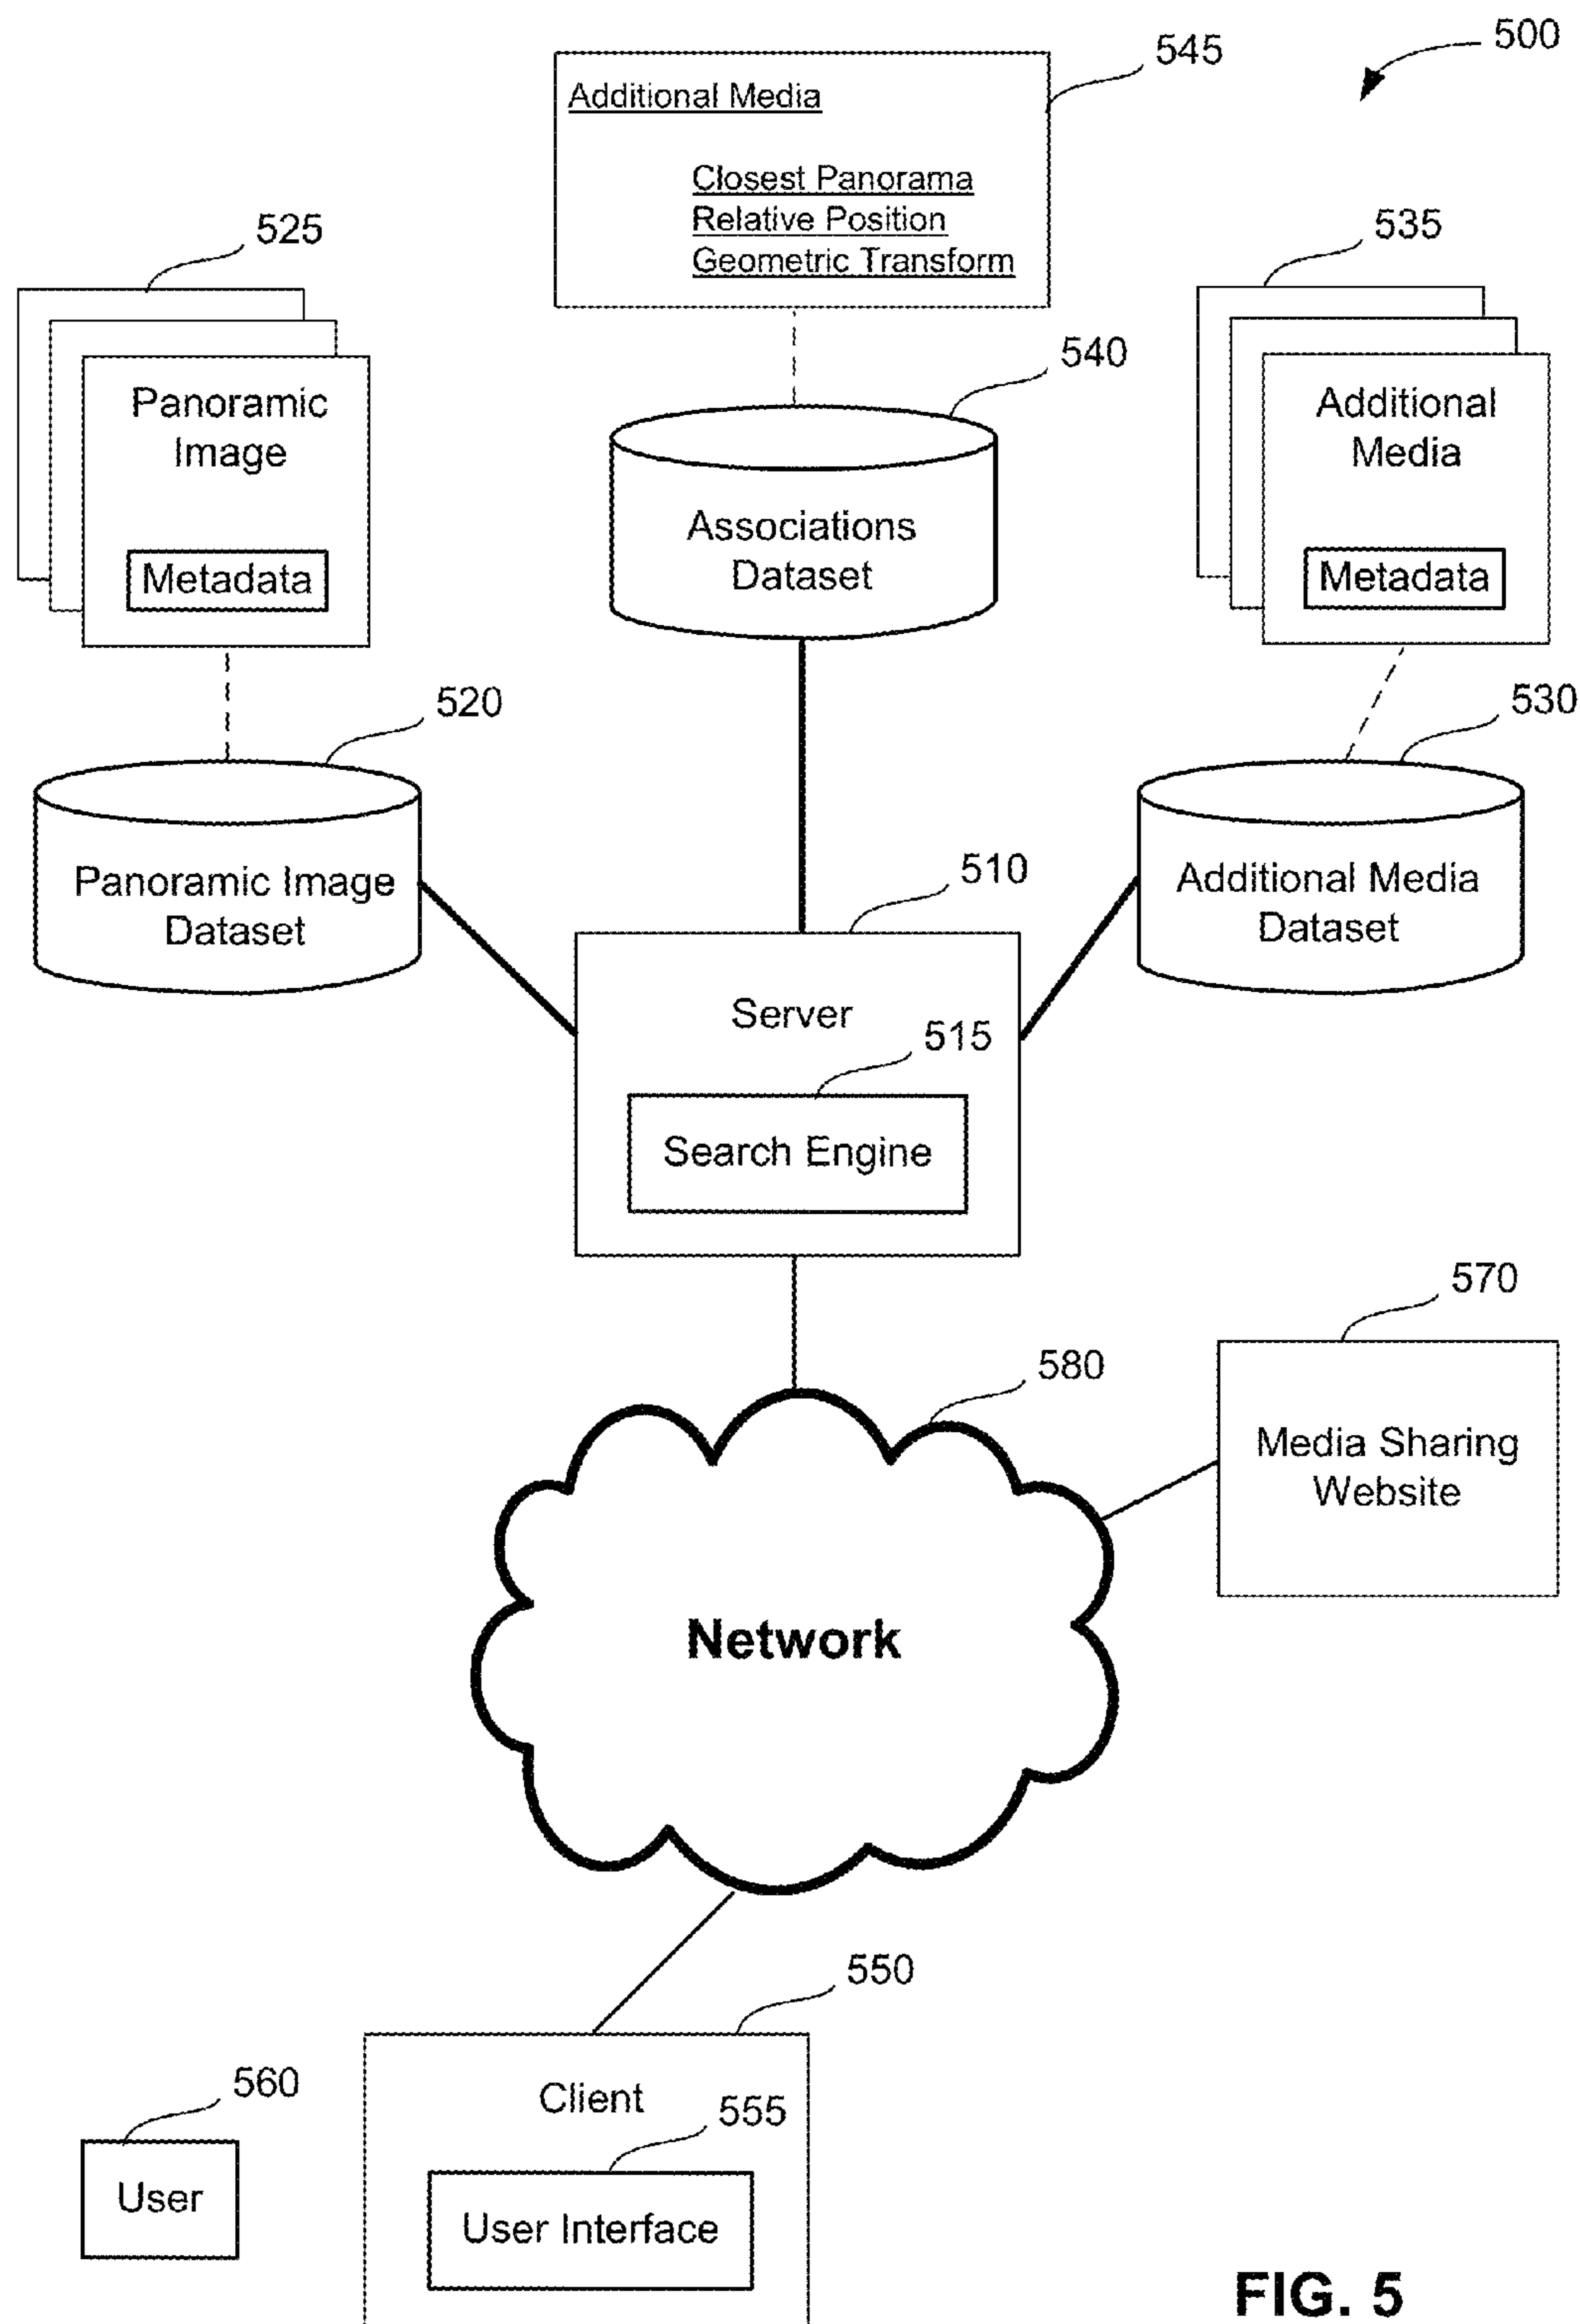 500
545
Additional Media
Closest Panorama
Relative Position
Geometric Transform
525
535
Panoramic
Image
Metadata
540
Associations
Dataset
Additional
Media
Metadata
520
530
Panoramic Image
Dataset
Additional Media
Dataset
510
Server
515
Search Engine
570
580
Media Sharing
Website
Network
550
560
Client
555
User
User Interface
FIG. 5